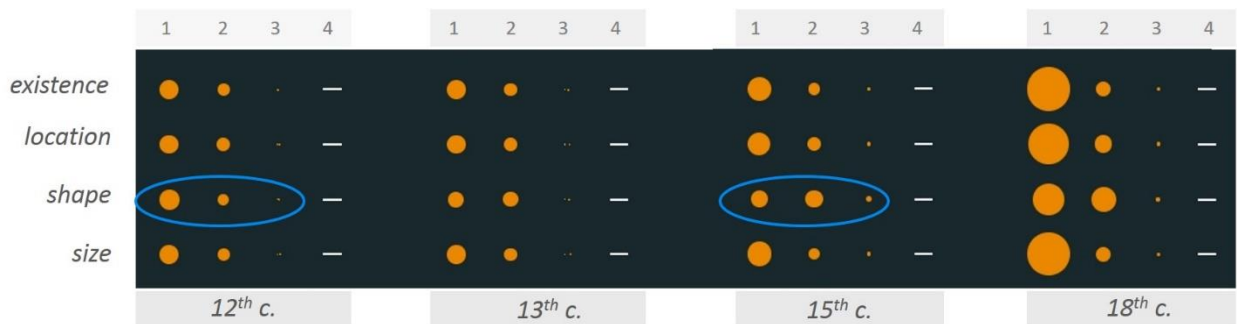 1 2 3 4 1 2 3 4 1 2 3 4 1 2 3 4
existence
location
shape
size
12th c. 13th c. 15th c. 18th c.